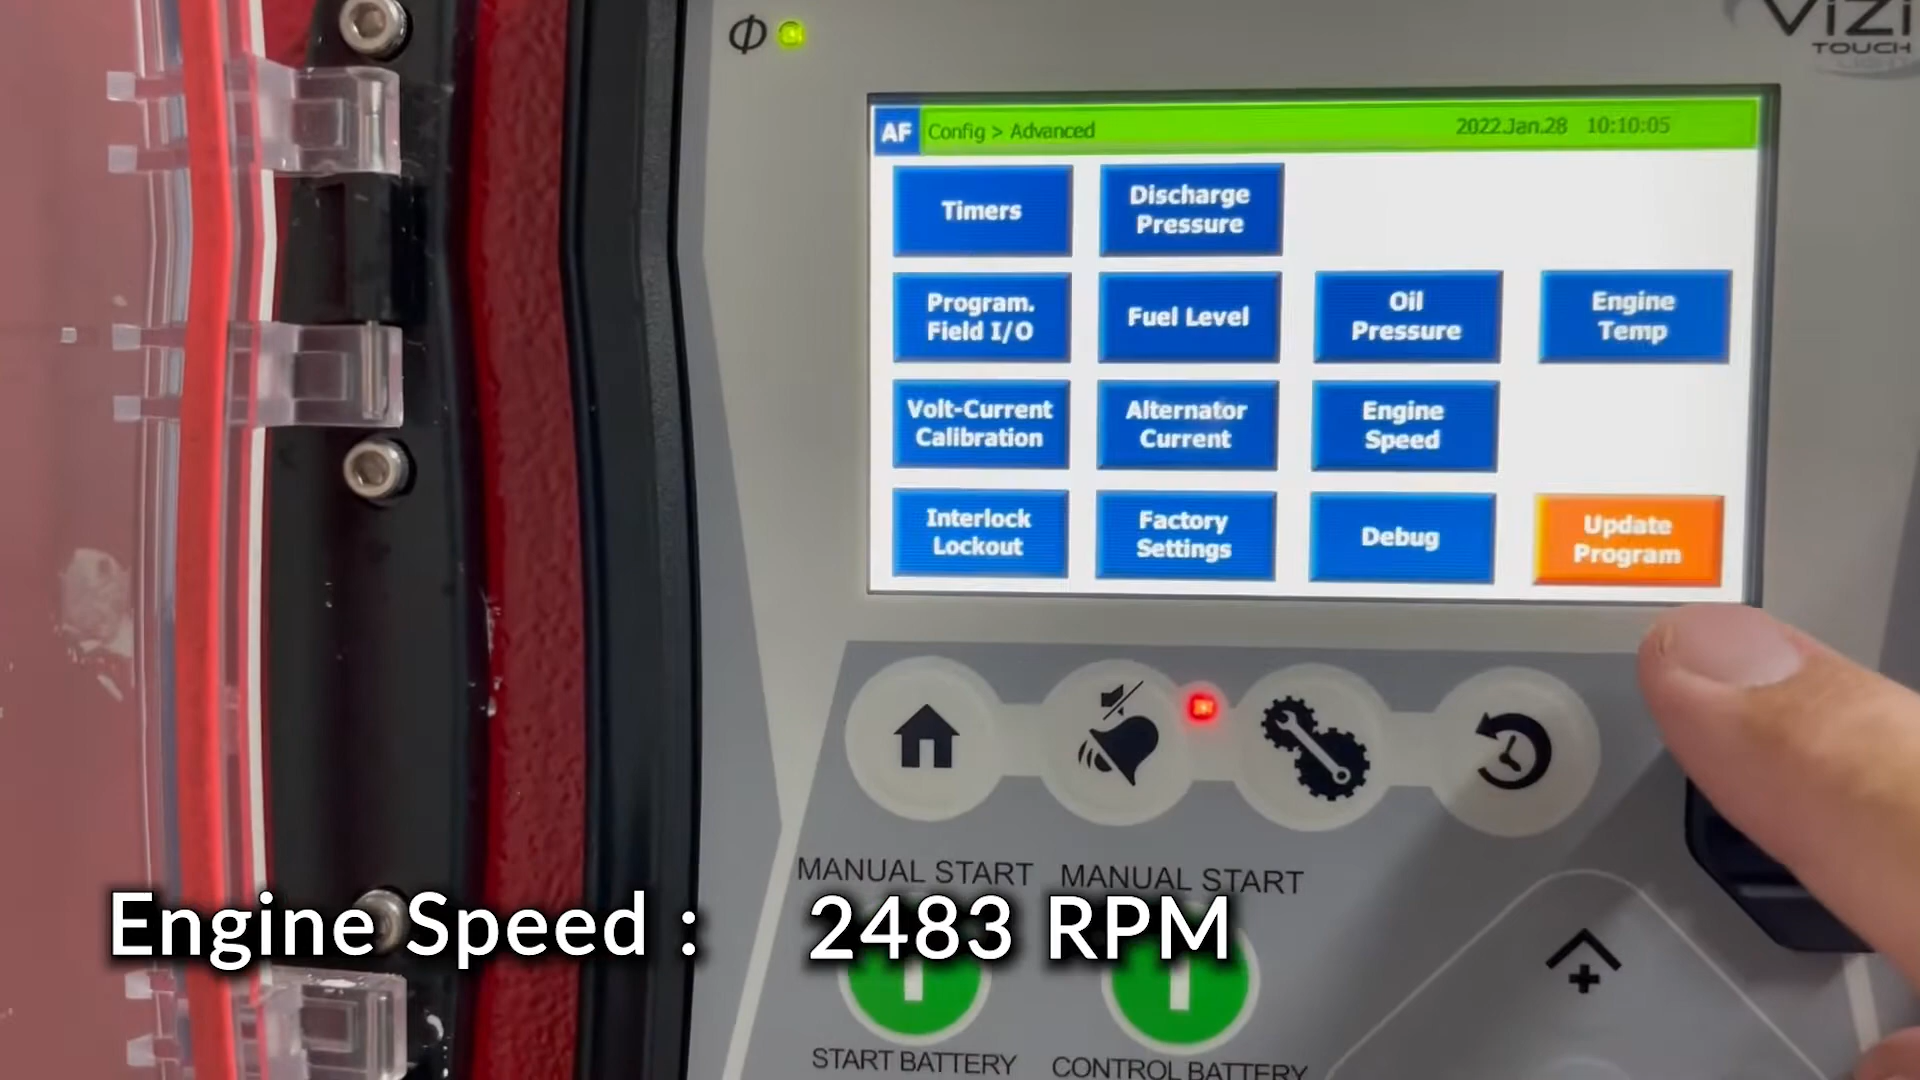 ViZi
TOUCH
LIGHT
AF Config > Advanced 2022.Jan.28 10:10:05
Timers
Discharge
Pressure
Program.
Field I/O
Fuel Level
Oil
Pressure
Engine
Temp
Volt-Current
Calibration
Alternator
Current
Engine
Speed
Interlock
Lockout
Factory
Settings
Debug
Update
Program
MANUAL START MANUAL START
Engine Speed : 2483 RPM
START BATTERY CONTROL BATTERY